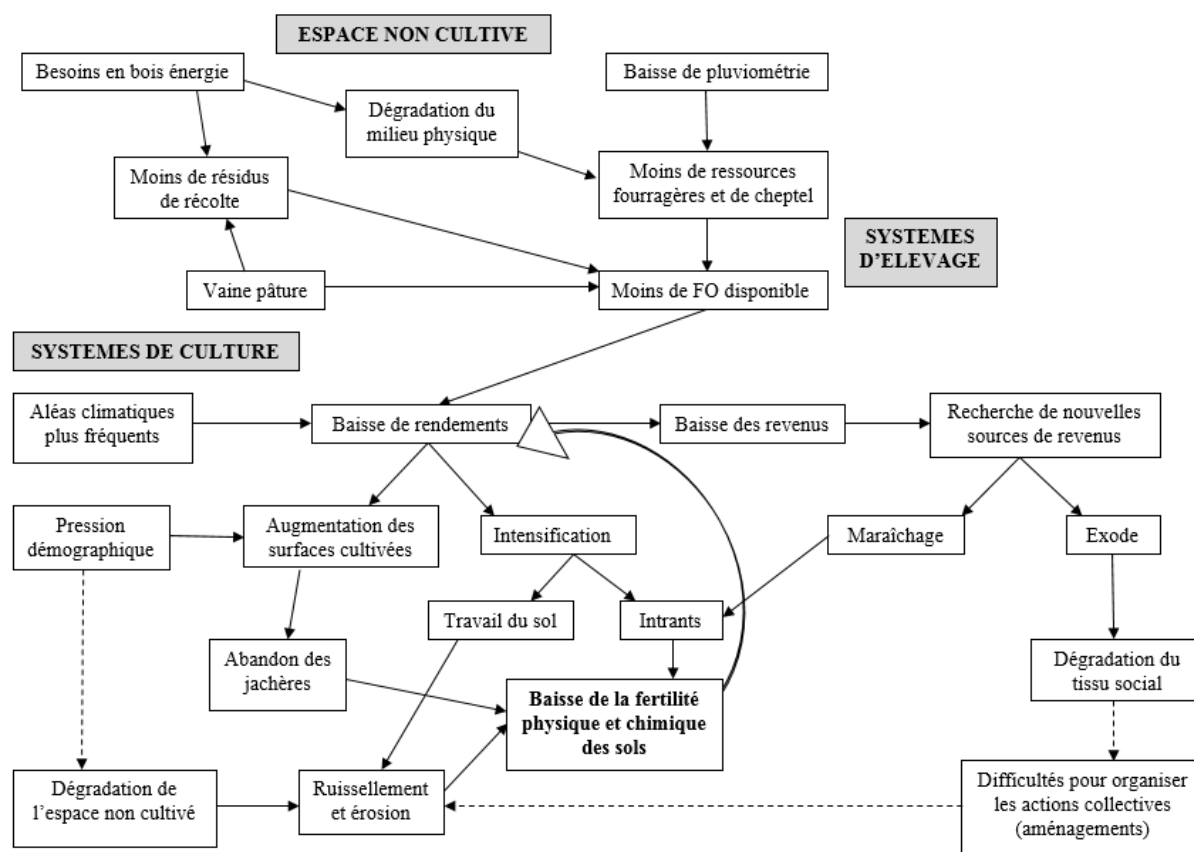 ESPACE NON CULTIVE
Besoins en bois énergie
Baisse de pluviométrie
Dégradation du
milieu physique
Moins de résidus
de récolte
Moins de ressources
fourragères et de cheptel
SYSTEMES
D’ELEVAGE
Vaine pâture
Moins de FO disponible
SYSTEMES DE CULTURE
Aléas climatiques
plus fréquents
Baisse de rendements
Baisse des revenus
Recherche de nouvelles
sources de revenus
Pression
démographique
Augmentation des
surfaces cultivées
Intensification
Maraîchage
Exode
Travail du sol
Intrants
Abandon des
jachères
Baisse de la fertilité
physique et chimique
des sols
Dégradation du
tissu social
Dégradation de
l’espace non cultivé
Ruissellement
et érosion
Difficultés pour organiser
les actions collectives
(aménagements)